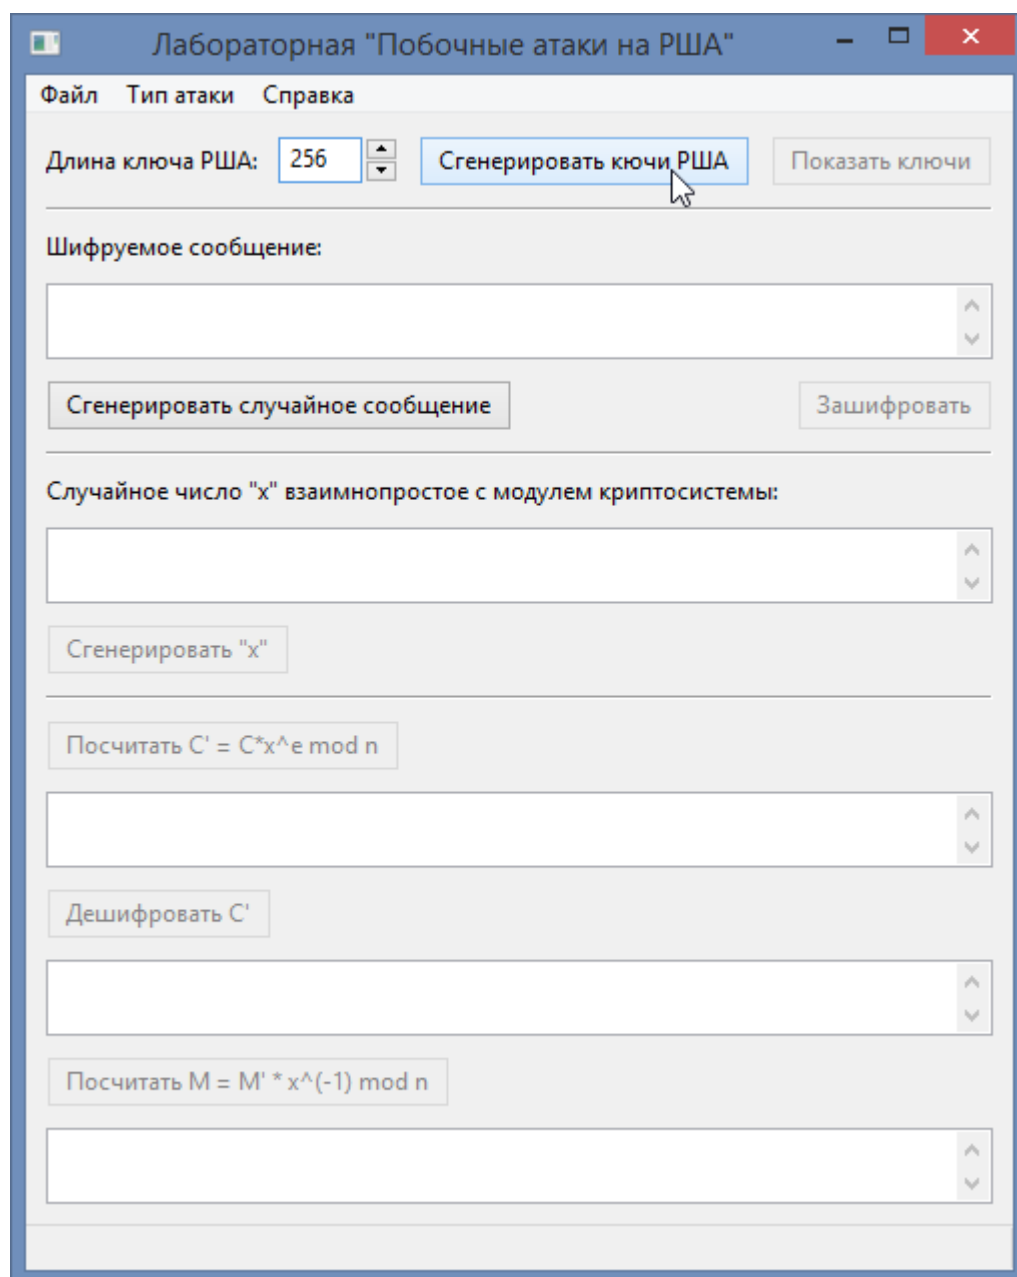 Лабораторная "Побочные атаки на РША"
Файл Тип атаки Справка
Длина ключа РША: 256 Сгенерировать кючи РША Показать ключи
Шифруемое сообщение:
Сгенерировать случайное сообщение Зашифровать
Случайное число "x" взаимнопростое с модулем криптосистемы:
Сгенерировать "x"
Посчитать C' = C*x^e mod n
Дешифровать C'
Посчитать M = M' * x^(-1) mod n